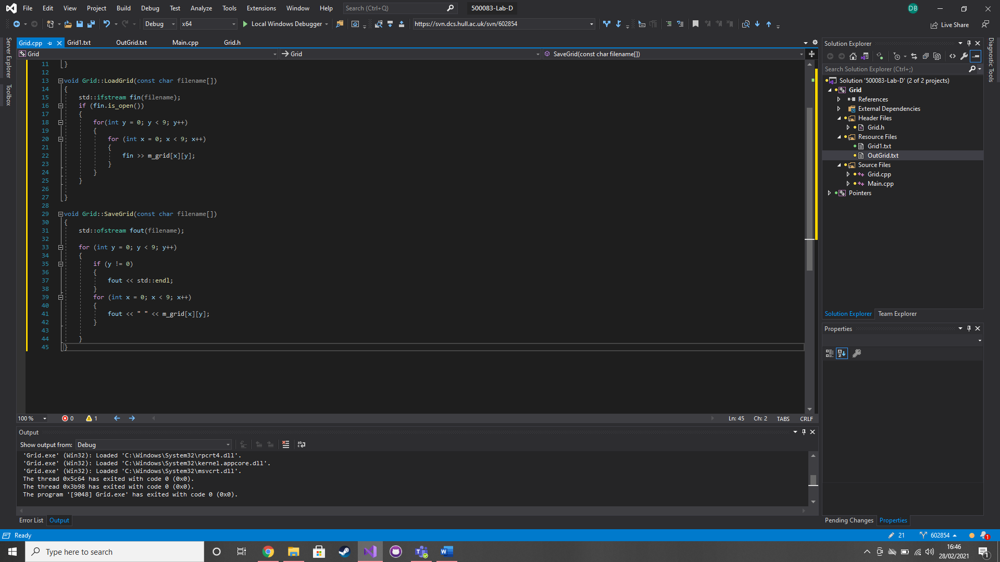 File Edit View Project Build Debug Test Analyze Tools Extensions Window Help Search (Ctrl+Q) 500083-Lab-D DB
Debug x64 Local Windows Debugger https://svn.dcs.hull.ac.uk/svn/602854 Live Share
Server Explorer
Toolbox
Grid.cpp Grid1.txt OutGrid.txt Main.cpp Grid.h
Grid Grid SaveGrid(const char filename[])
11 }
12
13 void Grid::LoadGrid(const char filename[])
14 {
15 std::ifstream fin(filename);
16 if (fin.is_open())
17 {
18 for(int y = 0; y < 9; y++)
19 {
20 for (int x = 0; x < 9; x++)
21 {
22 fin >> m_grid[x][y];
23 }
24 }
25 }
26
27 }
28
29 void Grid::SaveGrid(const char filename[])
30 {
31 std::ofstream fout(filename);
32
33 for (int y = 0; y < 9; y++)
34 {
35 if (y != 0)
36 {
37 fout << std::endl;
38 }
39 for (int x = 0; x < 9; x++)
40 {
41 fout << " " << m_grid[x][y];
42 }
43
44 }
45 }
100 % 0 1 Ln: 45 Ch: 2 TABS CRLF
Output
Show output from: Debug
'Grid.exe' (Win32): Loaded 'C:\Windows\System32\rpcrt4.dll'.
'Grid.exe' (Win32): Loaded 'C:\Windows\System32\kernel.appcore.dll'.
'Grid.exe' (Win32): Loaded 'C:\Windows\System32\msvcrt.dll'.
The thread 0x5c64 has exited with code 0 (0x0).
The thread 0x3b98 has exited with code 0 (0x0).
The program '[9048] Grid.exe' has exited with code 0 (0x0).
Error List Output
Solution Explorer
Search Solution Explorer (Ctrl+;)
Solution '500083-Lab-D' (2 of 2 projects)
Grid
References
External Dependencies
Header Files
Grid.h
Resource Files
Grid1.txt
OutGrid.txt
Source Files
Grid.cpp
Main.cpp
Pointers
Solution Explorer Team Explorer
Properties
Pending Changes Properties
Diagnostic Tools
Ready 21 602854 1
Type here to search
16:46
28/02/2021
1